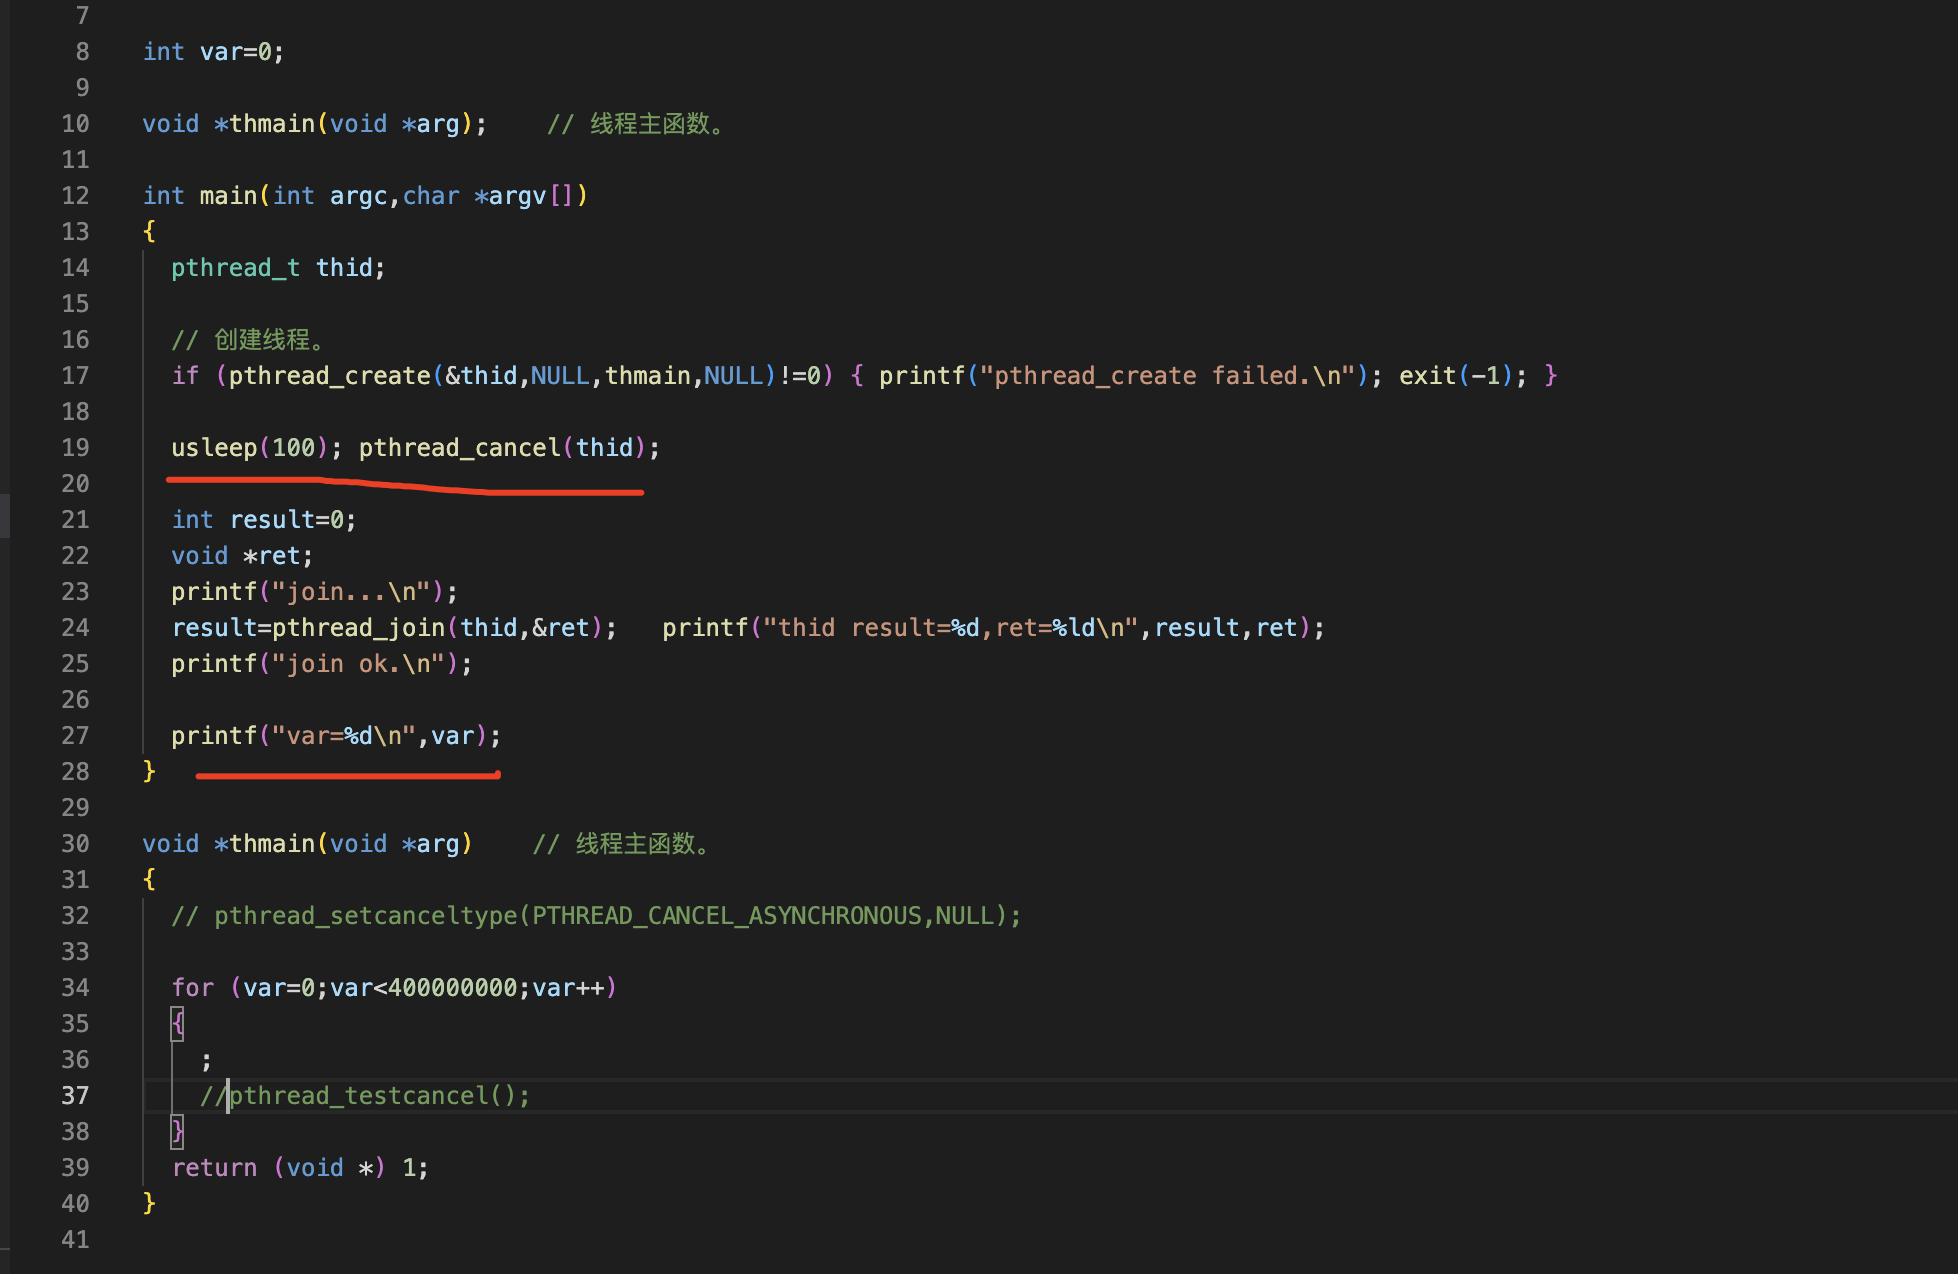 7
8 int var=0;
9
10 void *thmain(void *arg);    // 线程主函数。
11
12 int main(int argc,char *argv[])
13 {
14   pthread_t thid;
15
16   // 创建线程。
17   if (pthread_create(&thid,NULL,thmain,NULL)!=0) { printf("pthread_create failed.\n"); exit(-1); }
18
19   usleep(100); pthread_cancel(thid);
20
21   int result=0;
22   void *ret;
23   printf("join...\n");
24   result=pthread_join(thid,&ret);   printf("thid result=%d,ret=%ld\n",result,ret);
25   printf("join ok.\n");
26
27   printf("var=%d\n",var);
28 }
29
30 void *thmain(void *arg)    // 线程主函数。
31 {
32   // pthread_setcanceltype(PTHREAD_CANCEL_ASYNCHRONOUS,NULL);
33
34   for (var=0;var<400000000;var++)
35   {
36     ;
37     //pthread_testcancel();
38   }
39   return (void *) 1;
40 }
41